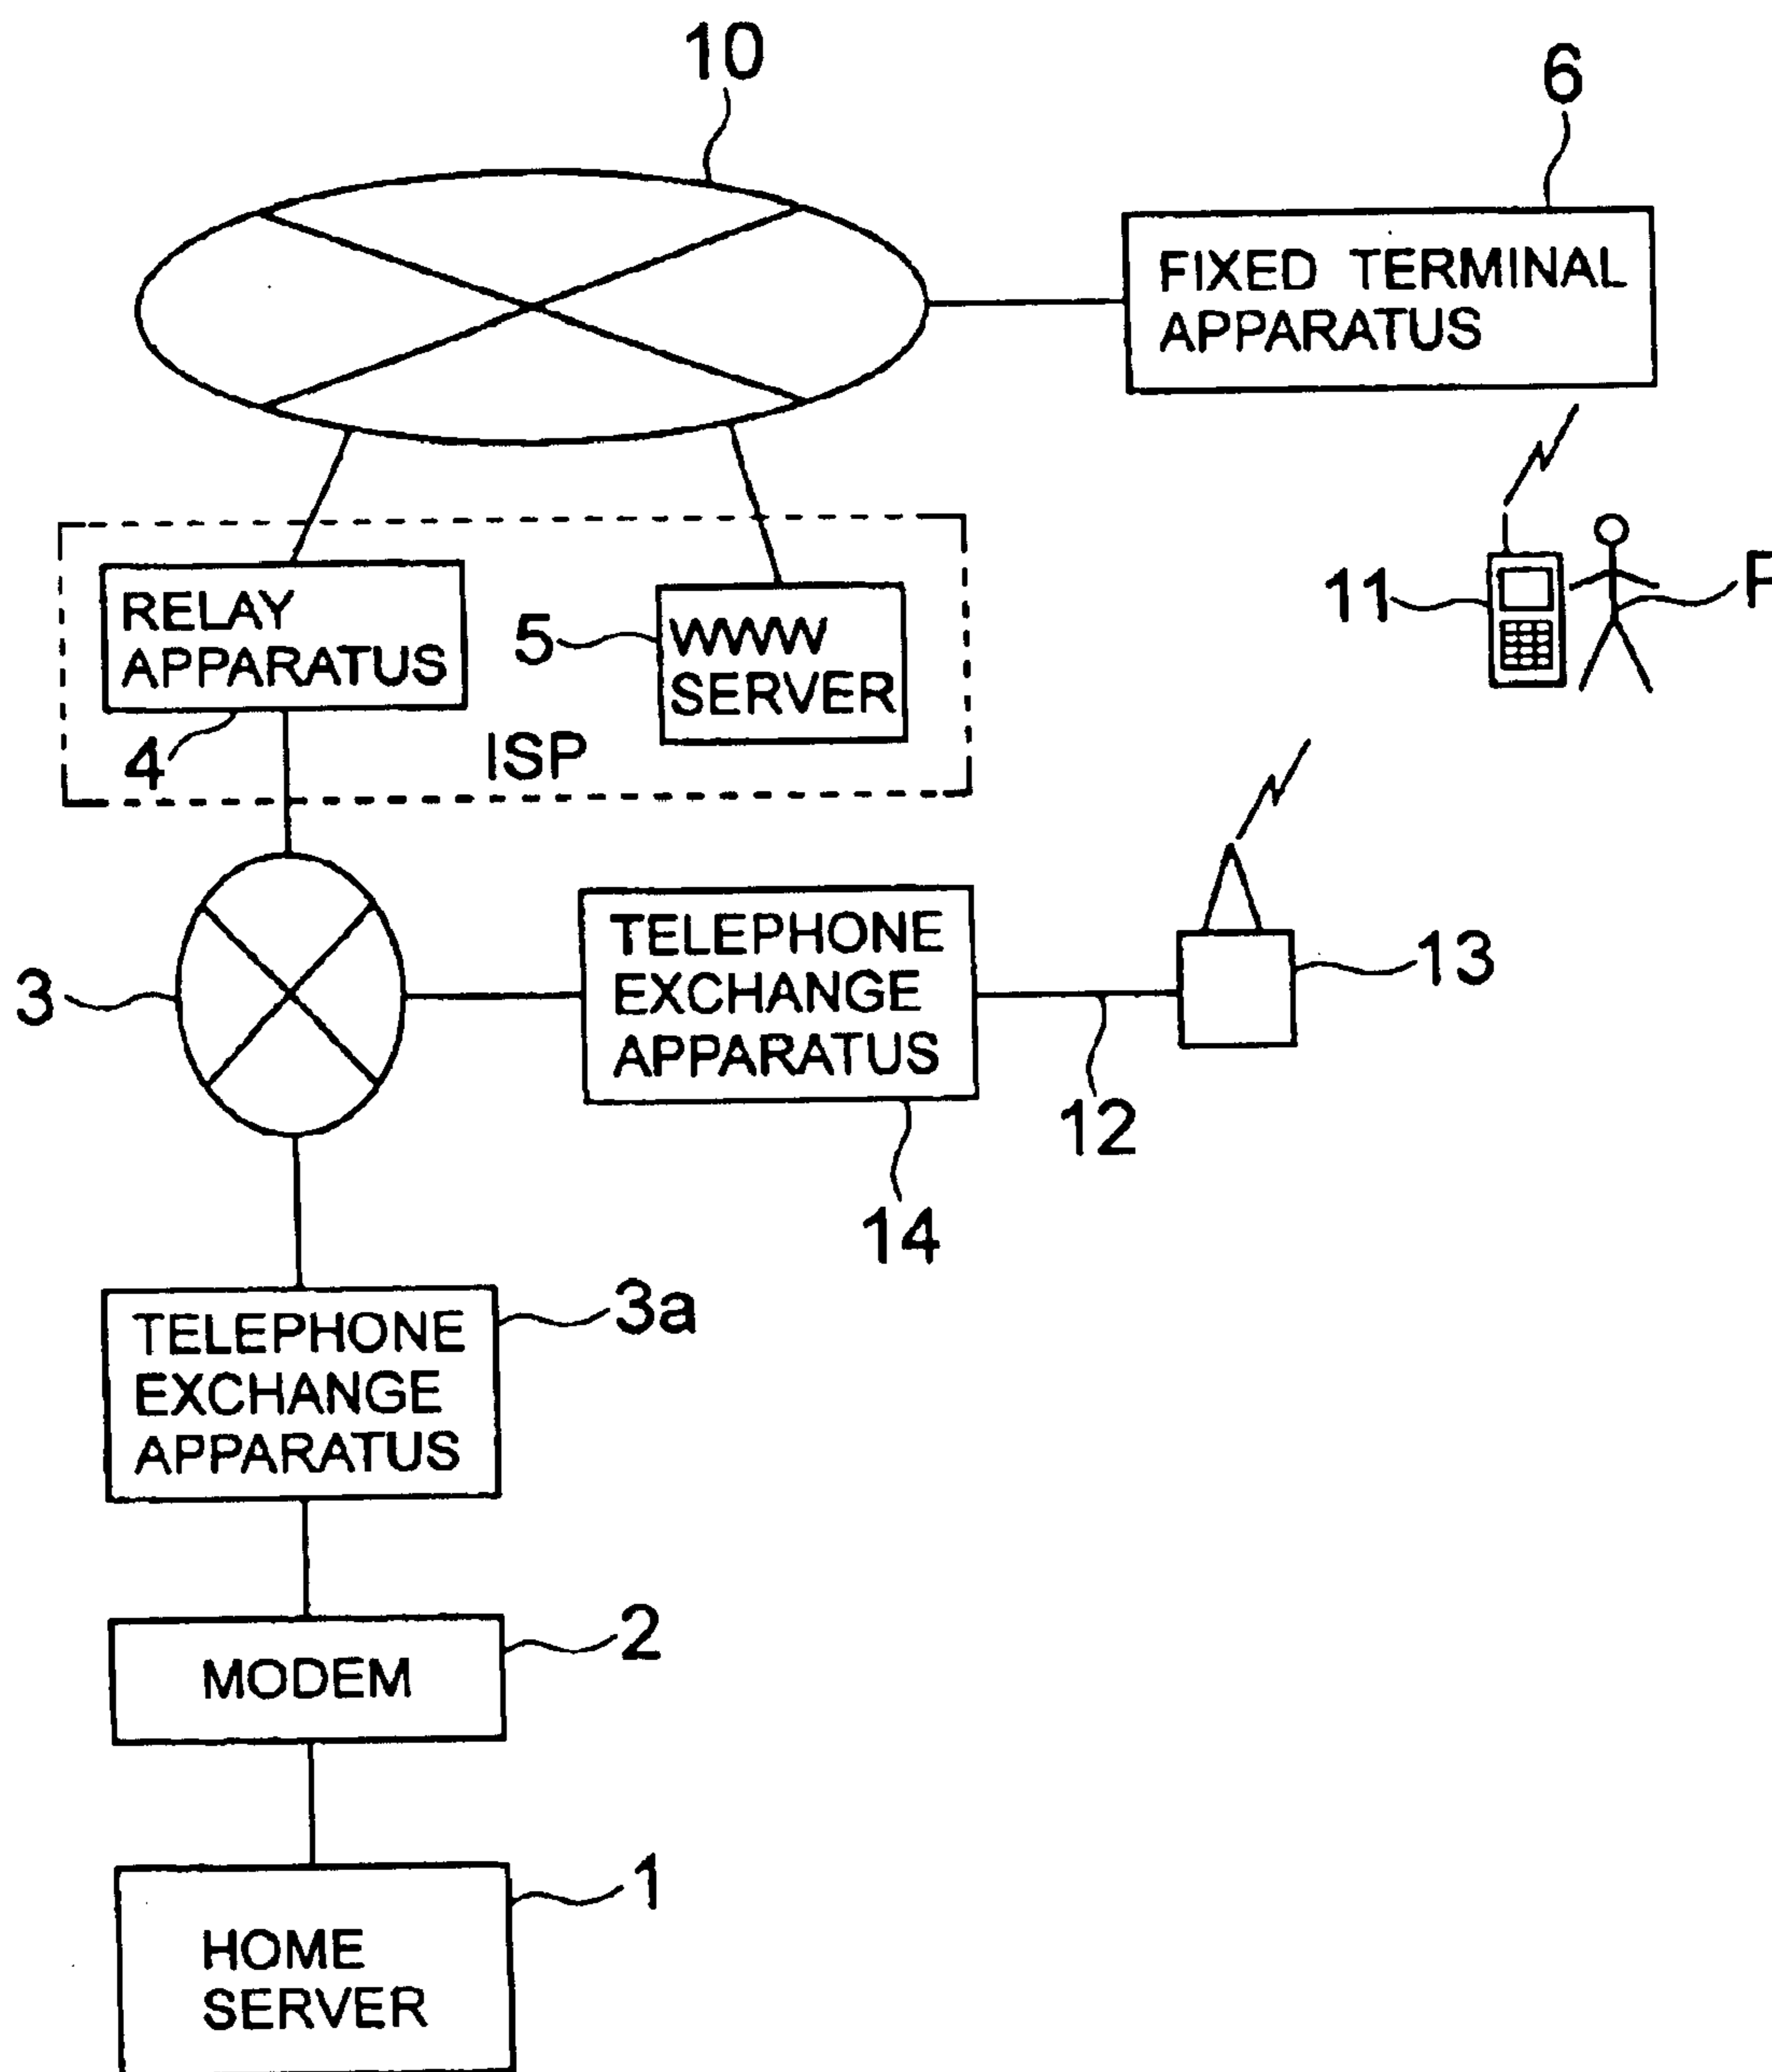 10
6
FIXED TERMINAL
APPARATUS
RELAY
APPARATUS
4
5
WWW
SERVER
ISP
11
3
TELEPHONE
EXCHANGE
APPARATUS
14
12
13
TELEPHONE
EXCHANGE
APPARATUS
3a
MODEM
2
HOME
SERVER
1